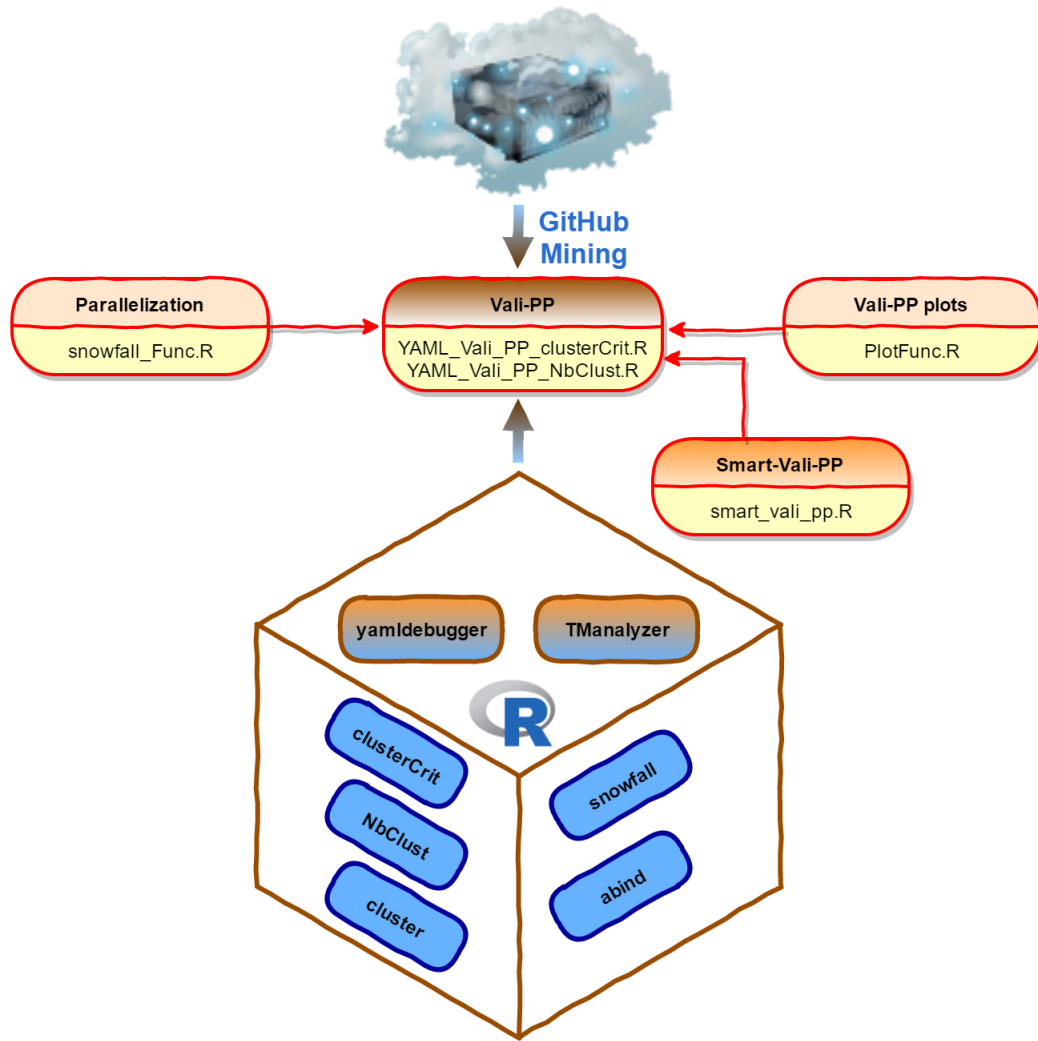 GitHub
Mining
Parallelization
snowfall_Func.R
Vali-PP
YAML_Vali_PP_clusterCrit.R
YAML_Vali_PP_NbClust.R
Vali-PP plots
PlotFunc.R
Smart-Vali-PP
smart_vali_pp.R
yamldebugger
TManalyzer
R
clusterCrit
NbClust
cluster
snowfall
abind